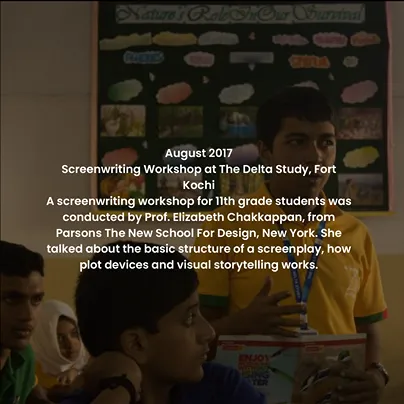 Nature's Role In Our Survival
August 2017
Screenwriting Workshop at The Delta Study, Fort
Kochi
A screenwriting workshop for 11th grade students was
conducted by Prof. Elizabeth Chakkappan, from
Parsons The New School For Design, New York. She
talked about the basic structure of a screenplay, how
plot devices and visual storytelling works.
ENJOY